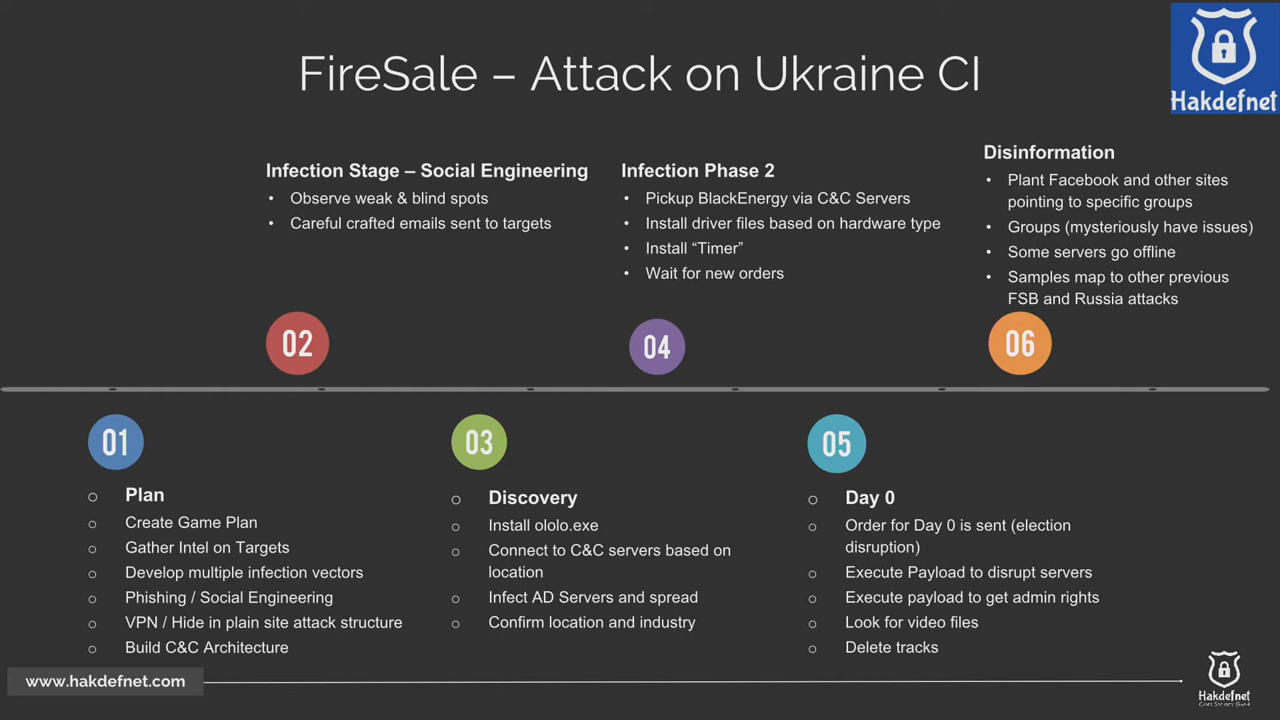 FireSale – Attack on Ukraine CI
Hakdefnet
Infection Stage – Social Engineering
• Observe weak & blind spots
• Careful crafted emails sent to targets
Infection Phase 2
• Pickup BlackEnergy via C&C Servers
• Install driver files based on hardware type
• Install “Timer”
• Wait for new orders
Disinformation
• Plant Facebook and other sites
pointing to specific groups
• Groups (mysteriously have issues)
• Some servers go offline
• Samples map to other previous
FSB and Russia attacks
02
04
06
01
03
05
○ Plan
○ Create Game Plan
○ Gather Intel on Targets
○ Develop multiple infection vectors
○ Phishing / Social Engineering
○ VPN / Hide in plain site attack structure
○ Build C&C Architecture
○ Discovery
○ Install ololo.exe
○ Connect to C&C servers based on
location
○ Infect AD Servers and spread
○ Confirm location and industry
○ Day 0
○ Order for Day 0 is sent (election
disruption)
○ Execute Payload to disrupt servers
○ Execute payload to get admin rights
○ Look for video files
○ Delete tracks
www.hakdefnet.com
Hakdefnet